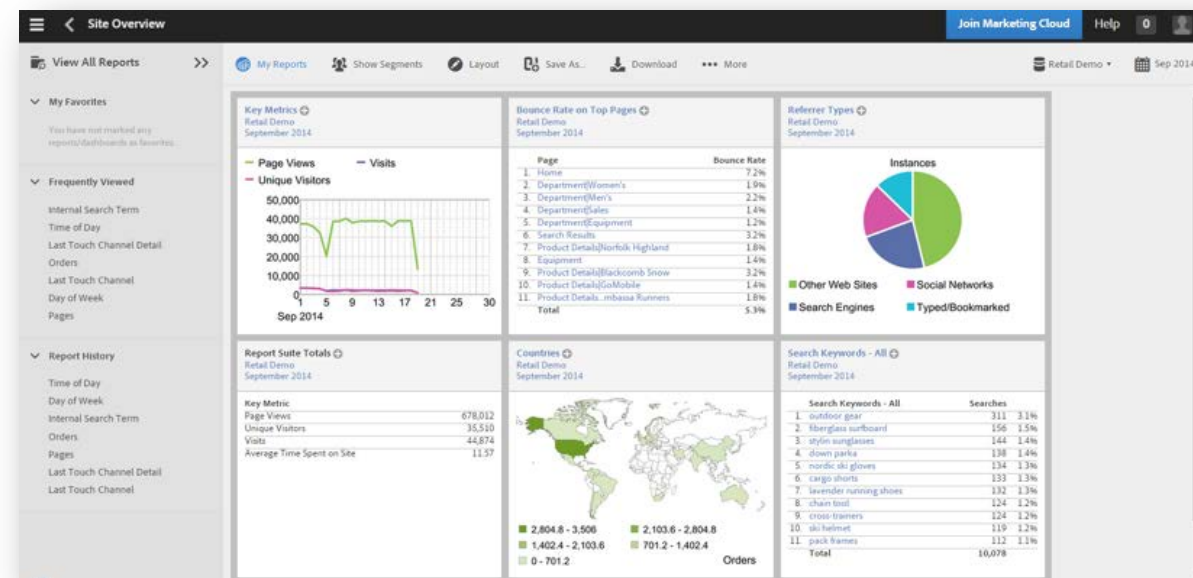 Site Overview
Join Marketing Cloud
Help
0
View All Reports >>
My Reports
Show Segments
Layout
Save As...
Download
More
Retail Demo
Sep 2014
My Favorites
You have not marked any
reports/dashboards as favorites.
Frequently Viewed
Internal Search Term
Time of Day
Last Touch Channel Detail
Orders
Last Touch Channel
Day of Week
Pages
Report History
Time of Day
Day of Week
Internal Search Term
Orders
Pages
Last Touch Channel Detail
Last Touch Channel
Key Metrics
Retail Demo
September 2014
Page Views
Visits
Unique Visitors
50,000
40,000
30,000
20,000
10,000
0
1 5 9 13 17 21 25 30
Sep 2014
Bounce Rate on Top Pages
Retail Demo
September 2014
Page Bounce Rate
1. Home 7.2%
2. Department|Women's 1.9%
3. Department|Men's 2.2%
4. Department|Sales 1.4%
5. Department|Equipment 1.2%
6. Search Results 3.2%
7. Product Details|Norfolk Highland 1.8%
8. Equipment 1.4%
9. Product Details|Blackcomb Snow 3.2%
10. Product Details|GoMobile 1.4%
11. Product Details...mbassa Runners 1.8%
Total 5.3%
Referrer Types
Retail Demo
September 2014
Instances
Other Web Sites
Social Networks
Search Engines
Typed/Bookmarked
Report Suite Totals
Retail Demo
September 2014
Key Metric
Page Views 678,012
Unique Visitors 35,510
Visits 44,874
Average Time Spent on Site 11.57
Countries
Retail Demo
September 2014
2,804.8 - 3,506
2,103.6 - 2,804.8
1,402.4 - 2,103.6
701.2 - 1,402.4
0 - 701.2
Orders
Search Keywords - All
Retail Demo
September 2014
Search Keywords - All Searches
1. outdoor gear 311 3.1%
2. fiberglass surfboard 156 1.5%
3. stylin sunglasses 144 1.4%
4. down parka 138 1.4%
5. nordic ski gloves 134 1.3%
6. cargo shorts 133 1.3%
7. lavender running shoes 132 1.3%
8. chain tool 124 1.2%
9. cross-trainers 124 1.2%
10. ski helmet 119 1.2%
11. pack frames 112 1.1%
Total 10,078